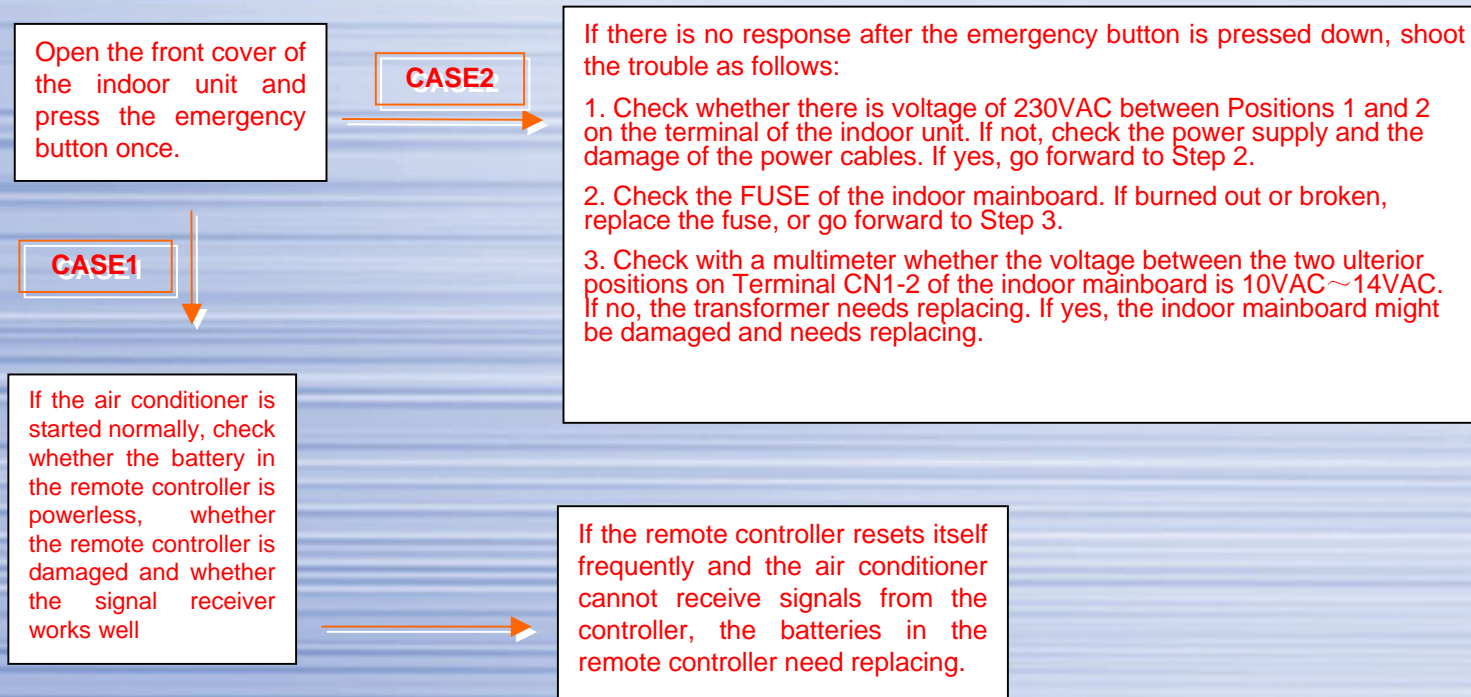 Open the front cover of
the indoor unit and
press the emergency
button once.
CASE2
If there is no response after the emergency button is pressed down, shoot
the trouble as follows:
1. Check whether there is voltage of 230VAC between Positions 1 and 2
on the terminal of the indoor unit. If not, check the power supply and the
damage of the power cables. If yes, go forward to Step 2.
2. Check the FUSE of the indoor mainboard. If burned out or broken,
replace the fuse, or go forward to Step 3.
3. Check with a multimeter whether the voltage between the two ulterior
positions on Terminal CN1-2 of the indoor mainboard is 10VAC～14VAC.
If no, the transformer needs replacing. If yes, the indoor mainboard might
be damaged and needs replacing.
CASE1
If the air conditioner is
started normally, check
whether the battery in
the remote controller is
powerless, whether
the remote controller is
damaged and whether
the signal receiver
works well
If the remote controller resets itself
frequently and the air conditioner
cannot receive signals from the
controller, the batteries in the
remote controller need replacing.